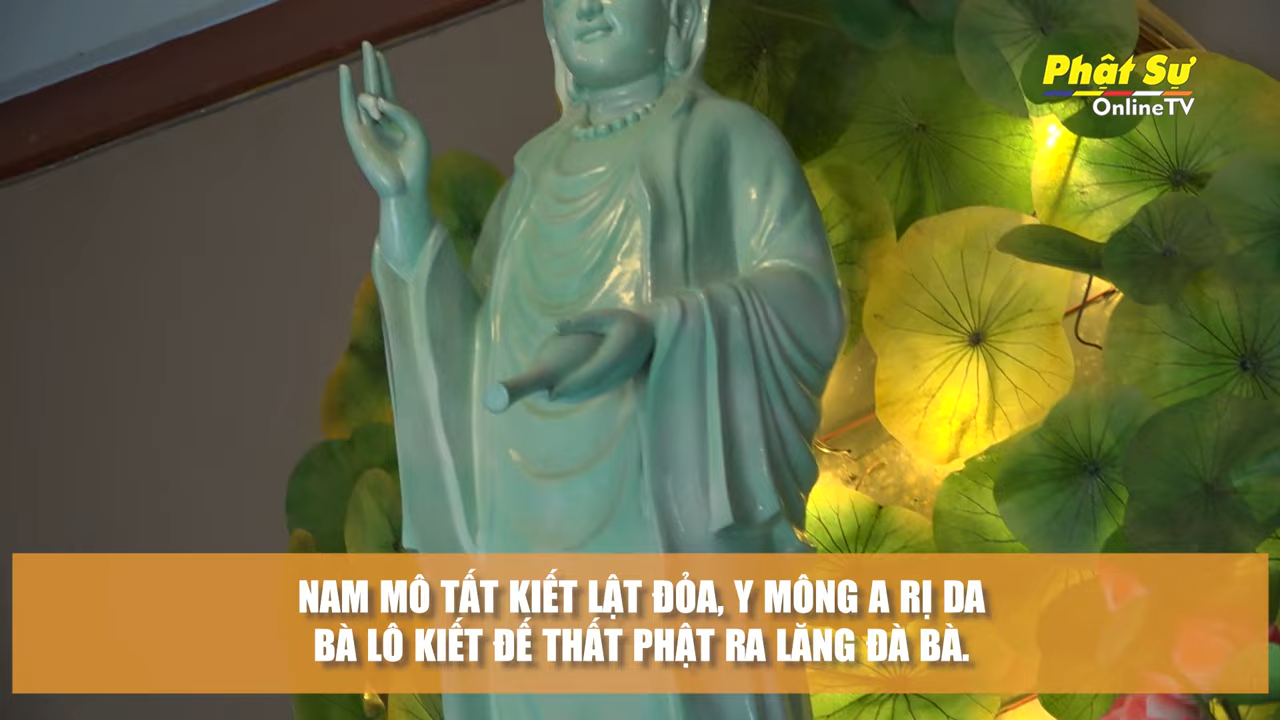 Phật Sự
OnlineTV
NAM MÔ TẤT KIẾT LẬT ĐỎA, Y MÔNG A RỊ DA
BÀ LÔ KIẾT ĐẾ THẤT PHẬT RA LĂNG ĐÀ BÀ.